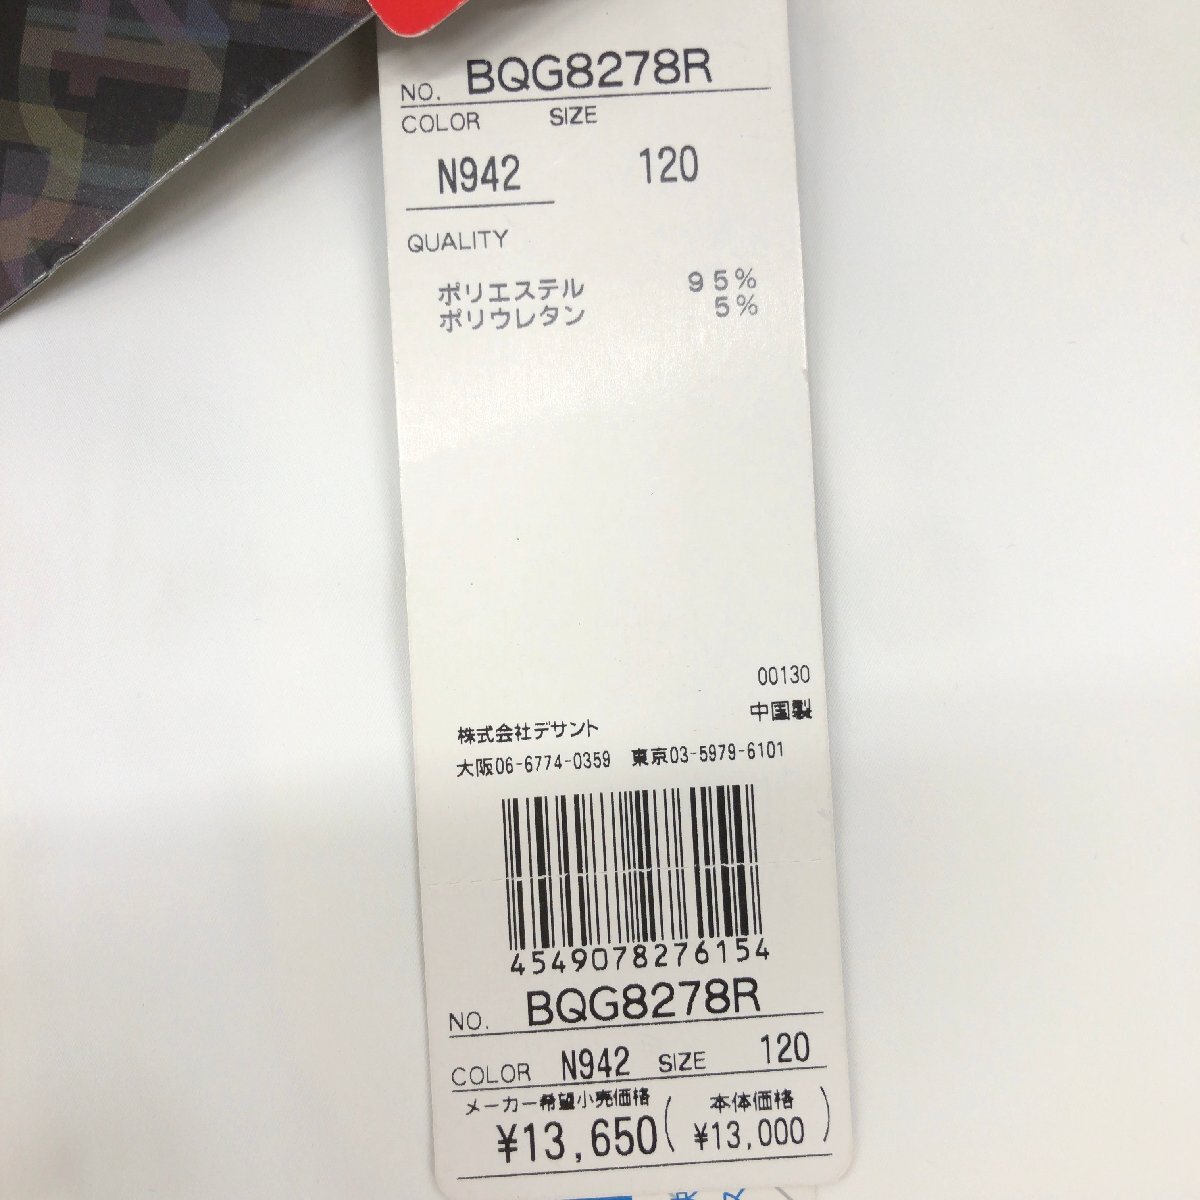 NO. BQG8278R
COLOR SIZE
N942 120
QUALITY
ポリエステル 95%
ポリウレタン 5%
00130
中国製
株式会社デサント
大阪06-6774-0359 東京03-5979-6101
4549078276154
NO. BQG8278R
COLOR N942 SIZE 120
メーカー希望小売価格 (本体価格
¥13,650 ¥13,000)